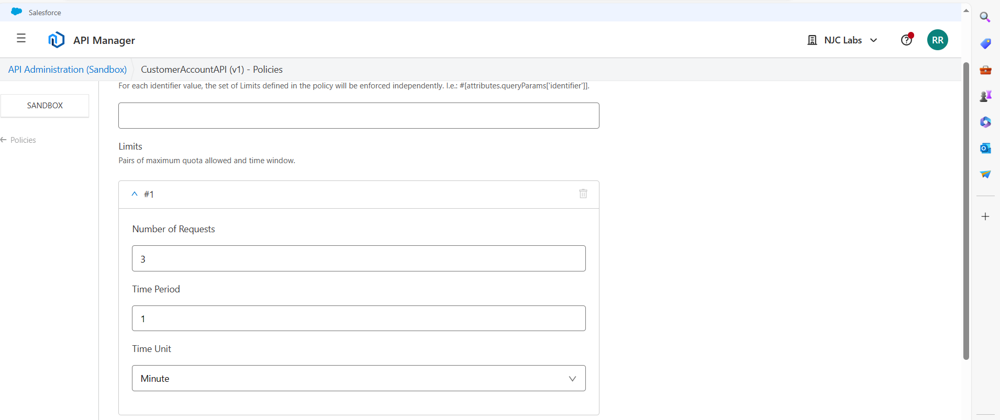 Salesforce
API Manager
NJC Labs
RR
API Administration (Sandbox)
CustomerAccountAPI (v1) - Policies
For each identifier value, the set of Limits defined in the policy will be enforced independently. I.e.: #[attributes.queryParams['identifier']].
SANDBOX
Policies
Limits
Pairs of maximum quota allowed and time window.
#1
Number of Requests
3
Time Period
1
Time Unit
Minute